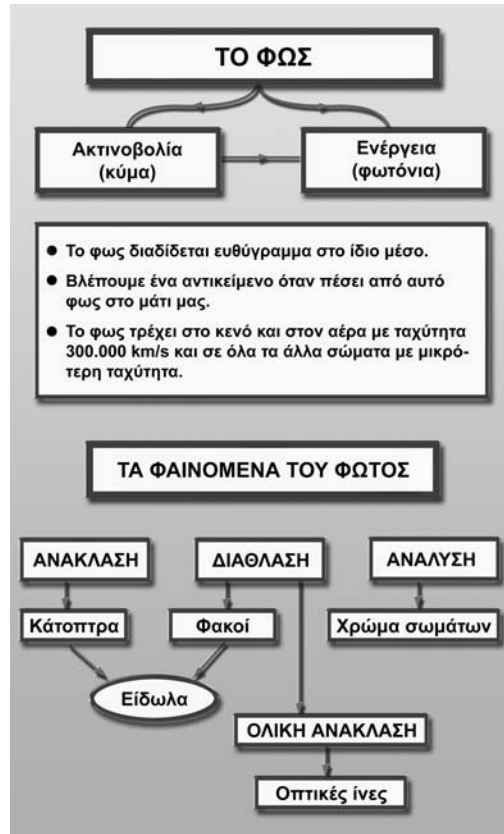 ΤΟ ΦΩΣ
Ακτινοβολία
(κύμα)
Ενέργεια
(φωτόνια)
● Το φως διαδίδεται ευθύγραμμα στο ίδιο μέσο.
● Βλέπουμε ένα αντικείμενο όταν πέσει από αυτό
φως στο μάτι μας.
● Το φως τρέχει στο κενό και στον αέρα με ταχύτητα
300.000 km/s και σε όλα τα άλλα σώματα με μικρό-
τερη ταχύτητα.
ΤΑ ΦΑΙΝΟΜΕΝΑ ΤΟΥ ΦΩΤΟΣ
ΑΝΑΚΛΑΣΗ
ΔΙΑΘΛΑΣΗ
ΑΝΑΛΥΣΗ
Κάτοπτρα
Φακοί
Χρώμα σωμάτων
Είδωλα
ΟΛΙΚΗ ΑΝΑΚΛΑΣΗ
Οπτικές ίνες